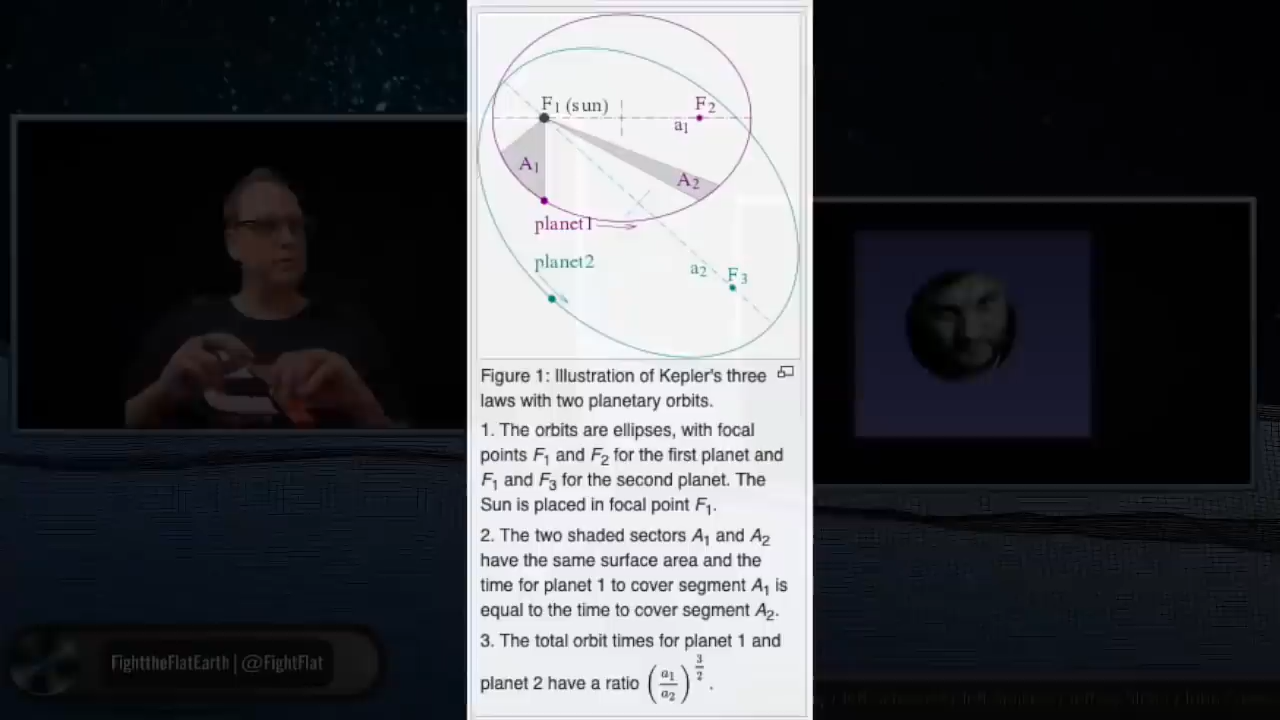 F1 (sun)
F2
a1
A1
A2
planet1
planet2
a2
F3
Figure 1: Illustration of Kepler's three
laws with two planetary orbits.
1. The orbits are ellipses, with focal
points F1 and F2 for the first planet and
F1 and F3 for the second planet. The
Sun is placed in focal point F1.
2. The two shaded sectors A1 and A2
have the same surface area and the
time for planet 1 to cover segment A1 is
equal to the time to cover segment A2.
3. The total orbit times for planet 1 and
planet 2 have a ratio (a1/a2)^3/2.
FighttheFlatEarth | @FightFlat